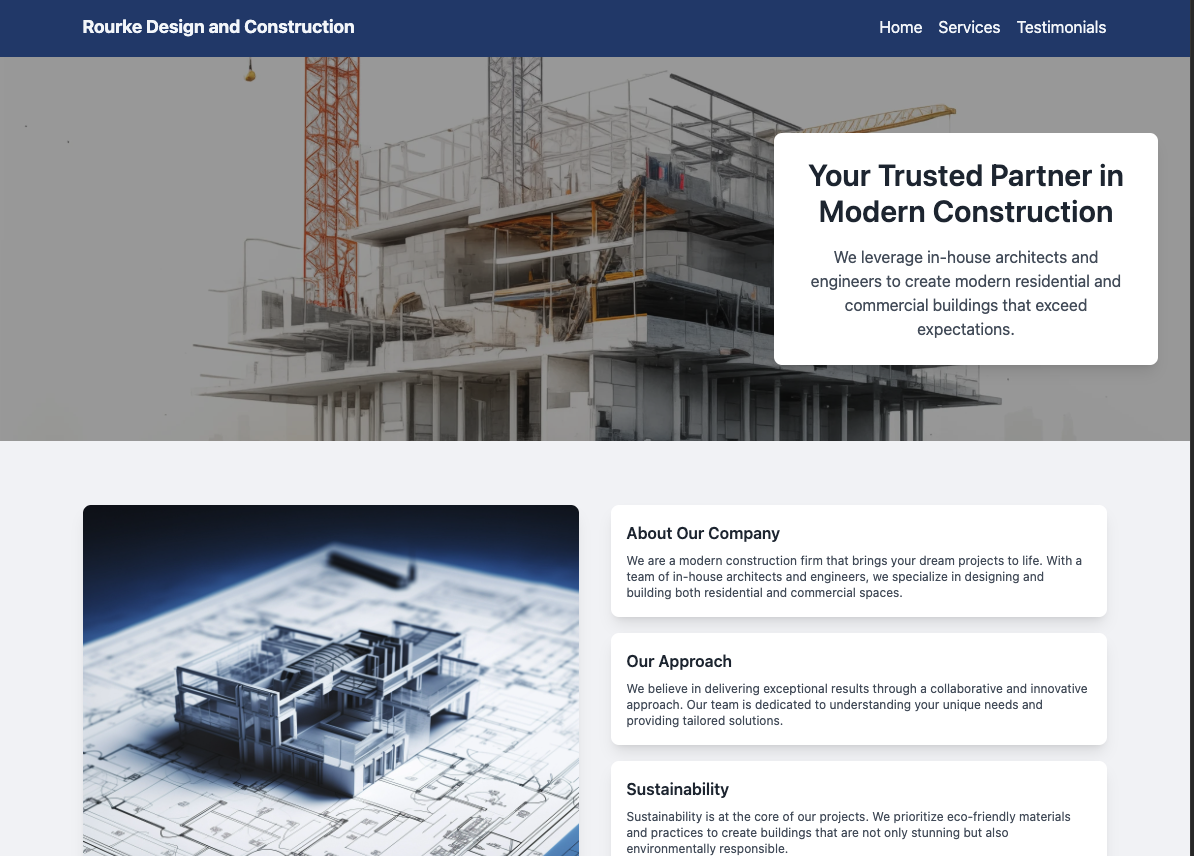 Rourke Design and Construction
Home Services Testimonials
Your Trusted Partner in
Modern Construction
We leverage in-house architects and
engineers to create modern residential and
commercial buildings that exceed
expectations.
About Our Company
We are a modern construction firm that brings your dream projects to life. With a
team of in-house architects and engineers, we specialize in designing and
building both residential and commercial spaces.
Our Approach
We believe in delivering exceptional results through a collaborative and innovative
approach. Our team is dedicated to understanding your unique needs and
providing tailored solutions.
Sustainability
Sustainability is at the core of our projects. We prioritize eco-friendly materials
and practices to create buildings that are not only stunning but also
environmentally responsible.